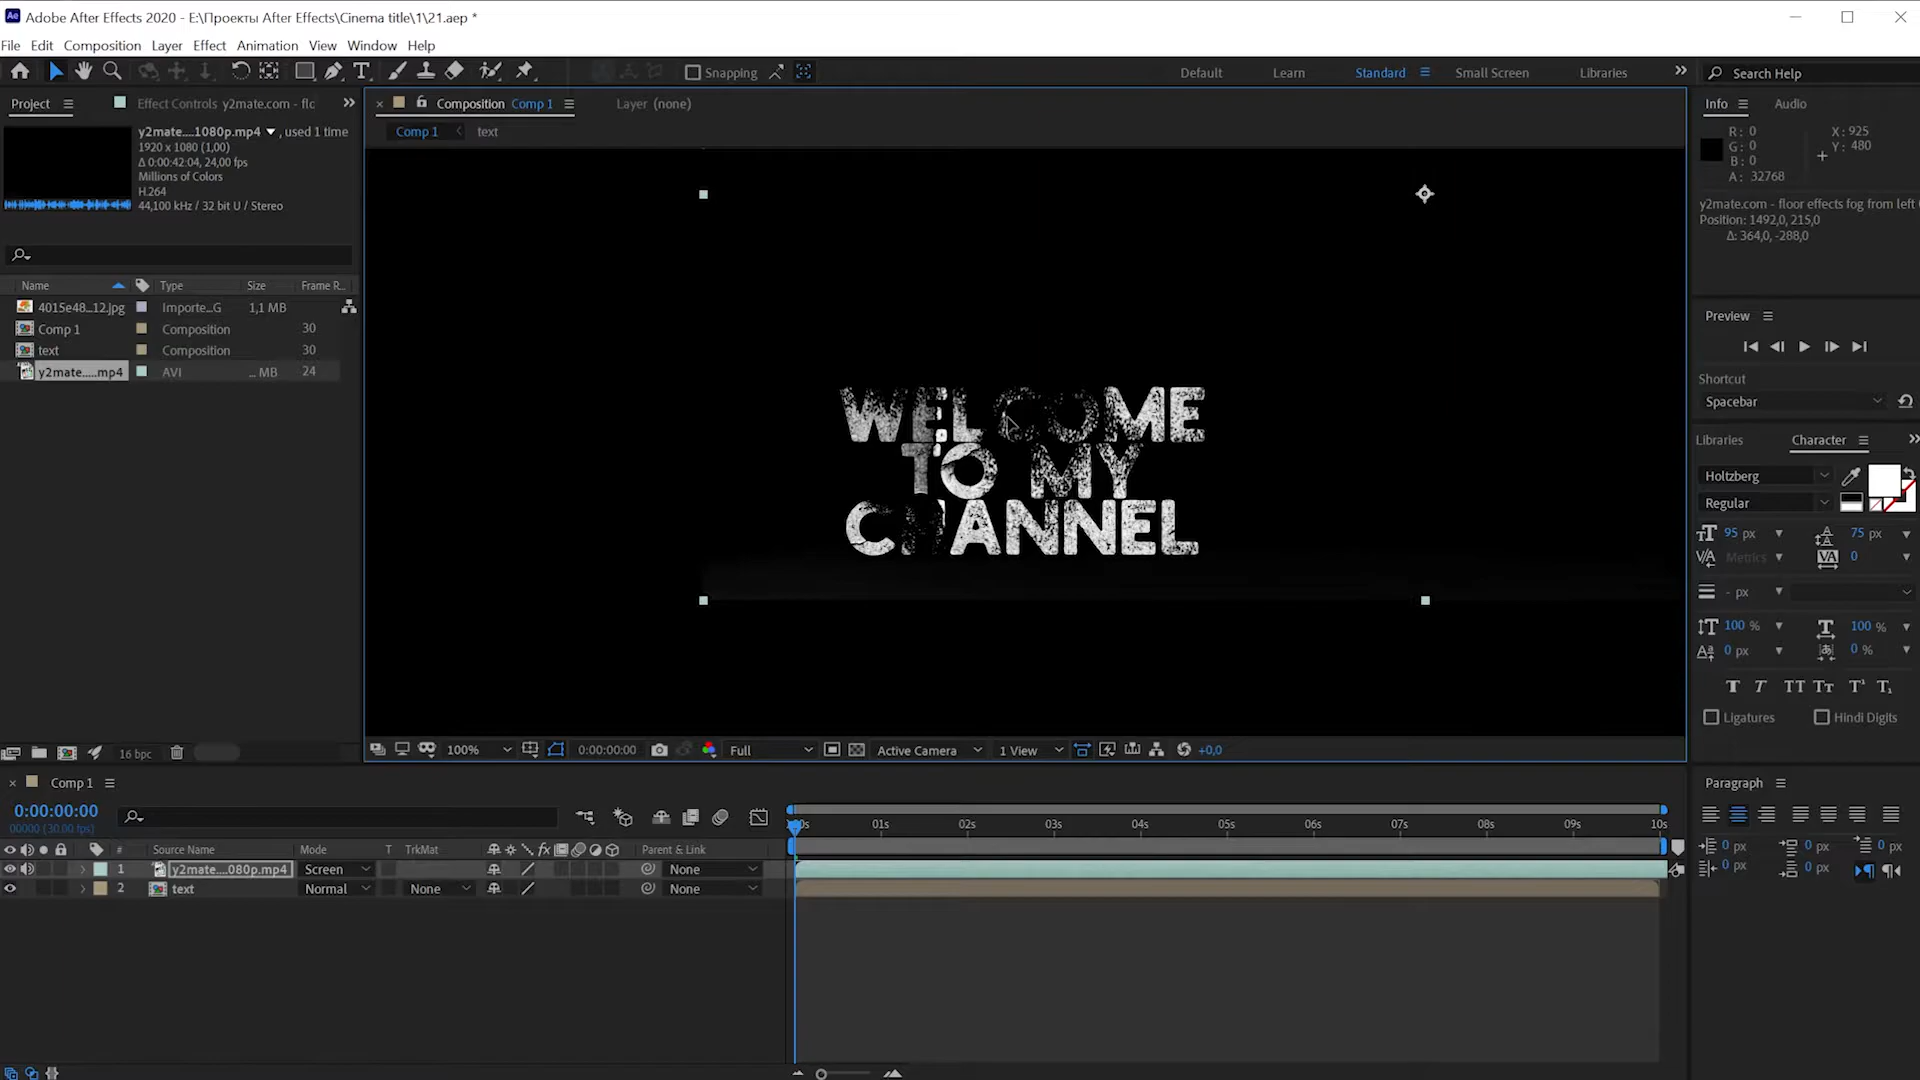 Adobe After Effects 2020 - E:\Проекты After Effects\Cinema title\1\21.aep *
File Edit Composition Layer Effect Animation View Window Help
Snapping
Default Learn Standard Small Screen Libraries
Search Help
Project
Effect Controls y2mate.com - flc
y2mate....1080p.mp4 , used 1 time
1920 x 1080 (1,00)
Δ 0:00:42:04, 24,00 fps
Millions of Colors
H.264
44,100 kHz / 32 bit U / Stereo
Name Type Size Frame R...
4015e48...12.jpg Importe...G 1,1 MB
Comp 1 Composition 30
text Composition 30
y2mate.....mp4 AVI ... MB 24
16 bpc
Composition Comp 1
Layer (none)
Comp 1 text
WELCOME
TO MY
CHANNEL
100% 0:00:00:00 Full Active Camera 1 View +0,0
Info Audio
R: 0
G: 0
B: 0
A: 32768
X: 925
Y: 480
y2mate.com - floor effects fog from left
Position: 1492,0, 215,0
Δ: 364,0, -288,0
Preview
Shortcut
Spacebar
Libraries Character
Holtzberg
Regular
95 px 75 px
Metrics 0
- px
100 % 100 %
0 px 0 %
T T TT Tт T¹ T₁
Ligatures Hindi Digits
Paragraph
0 px 0 px 0 px
0 px 0 px
Comp 1
0:00:00:00
00000 (30.00 fps)
# Source Name Mode T TrkMat Parent & Link
1 y2mate....080p.mp4 Screen None
2 text Normal None None
01s 02s 03s 04s 05s 06s 07s 08s 09s 10s